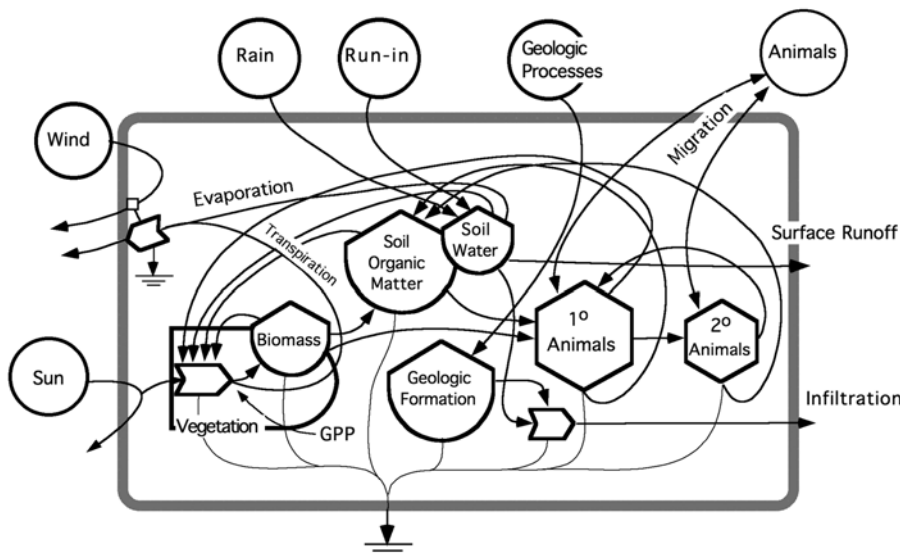 Rain
Run-in
Geologic
Processes
Animals
Wind
Migration
Evaporation
Transpiration
Soil
Organic
Matter
Soil
Water
Surface Runoff
1º
Animals
2º
Animals
Biomass
Sun
Geologic
Formation
Infiltration
Vegetation
GPP